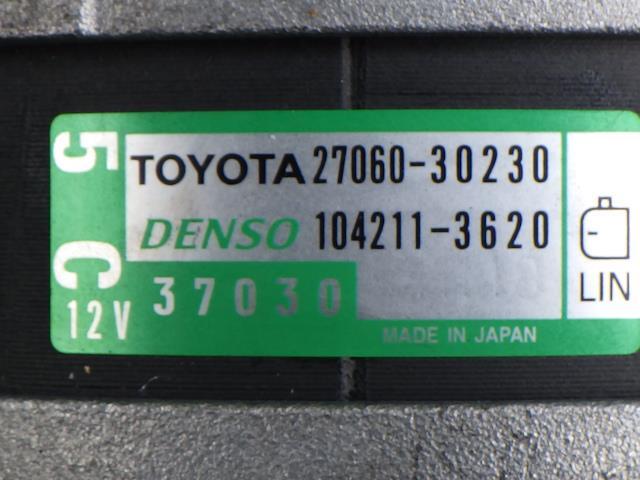 5 C
TOYOTA 27060-30230
DENSO 104211-3620
12V 37030
LIN
MADE IN JAPAN